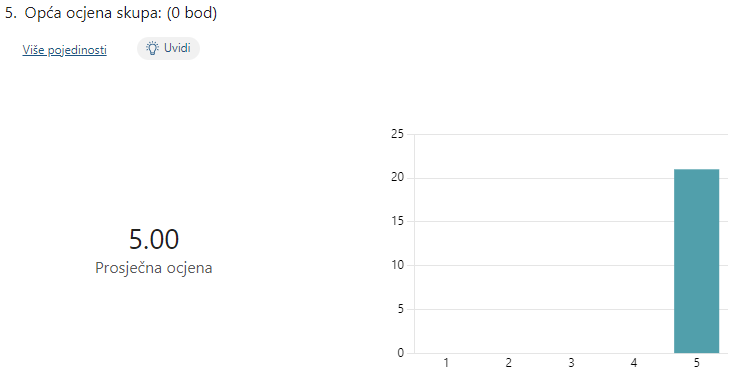 5. Opća ocjena skupa: (0 bod)
Više pojedinosti
Uvidi
5.00
Prosječna ocjena
25
20
15
10
5
0
1 2 3 4 5